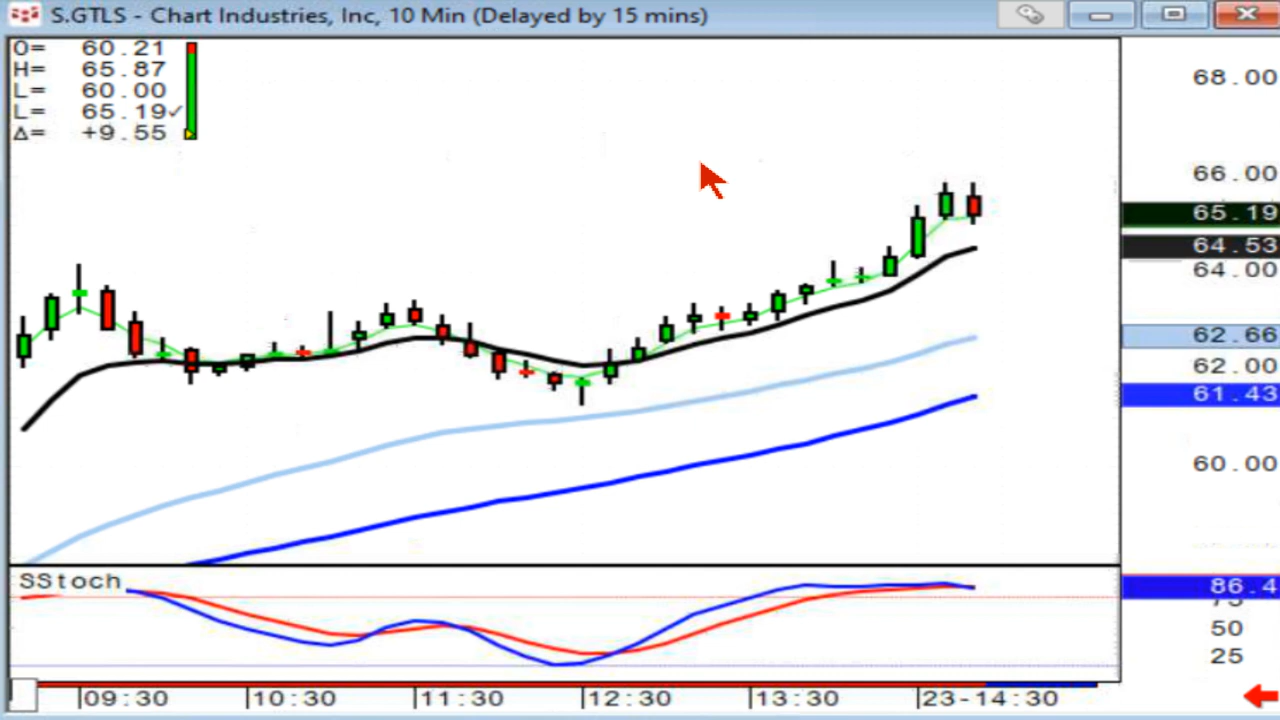 S.GTLS - Chart Industries, Inc, 10 Min (Delayed by 15 mins)
O= 60.21
H= 65.87
L= 60.00
L= 65.19✓
Δ= +9.55
68.00
66.00
65.19
64.53
64.00
62.66
62.00
61.43
60.00
SStoch
86.4
75
50
25
09:30 10:30 11:30 12:30 13:30 23-14:30